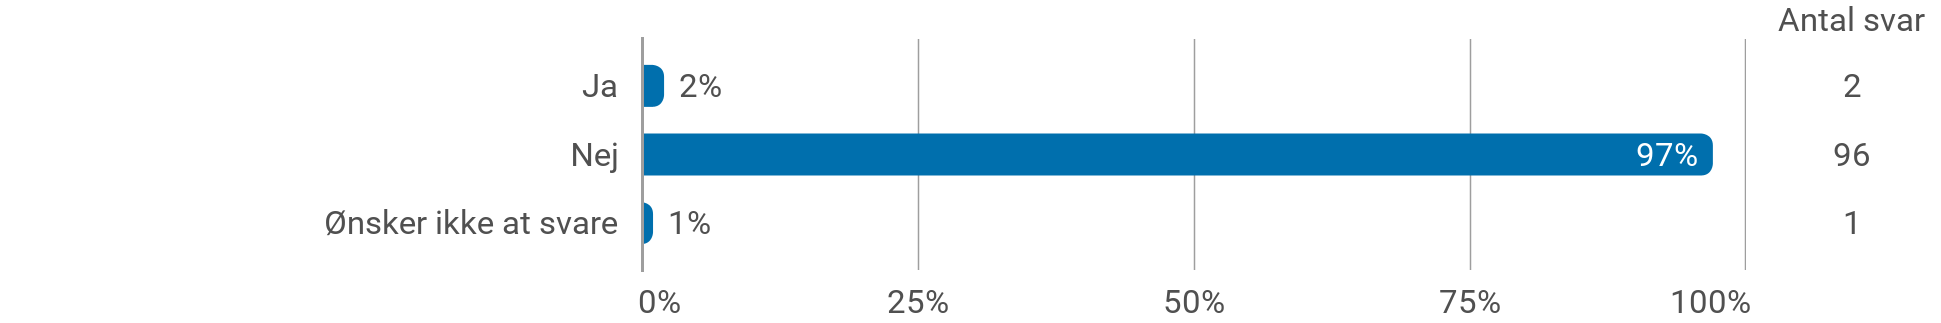 Antal svar
Ja 2% 2
Nej 97% 96
Ønsker ikke at svare 1% 1
0% 25% 50% 75% 100%